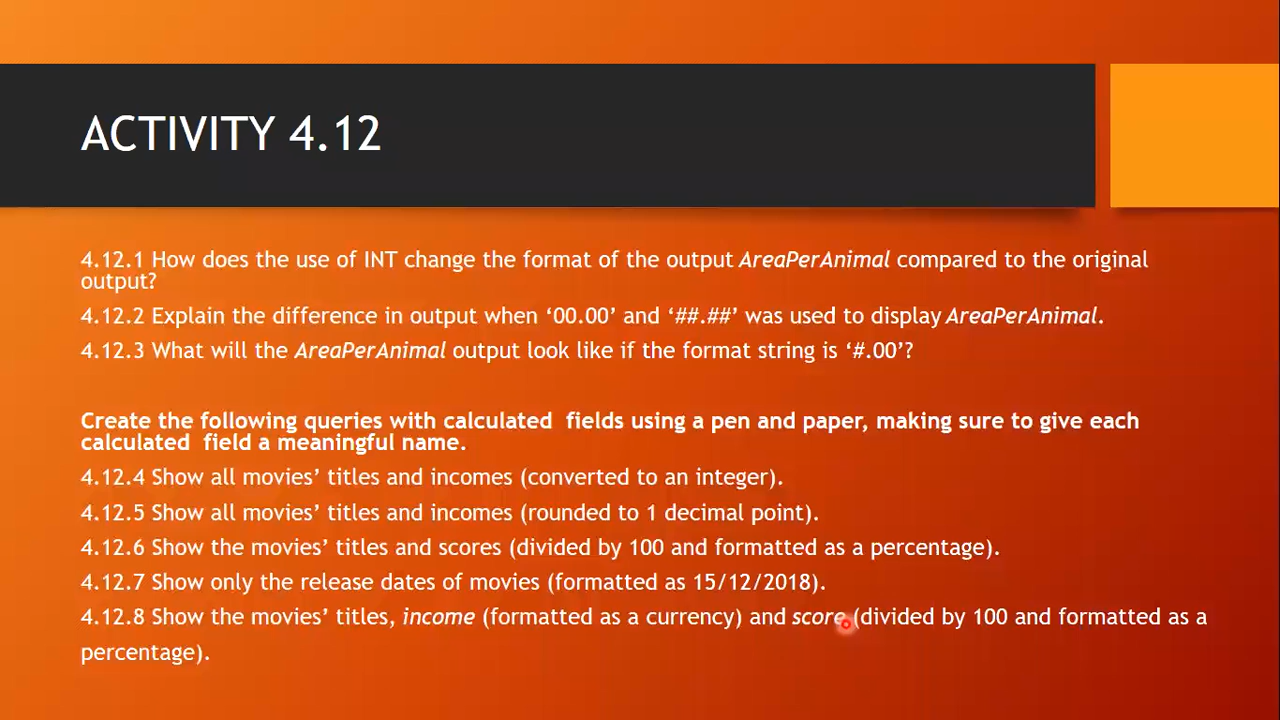 ACTIVITY 4.12
4.12.1 How does the use of INT change the format of the output AreaPerAnimal compared to the original
output?
4.12.2 Explain the difference in output when ‘00.00’ and ‘##.##’ was used to display AreaPerAnimal.
4.12.3 What will the AreaPerAnimal output look like if the format string is ‘#.00’?
Create the following queries with calculated fields using a pen and paper, making sure to give each
calculated field a meaningful name.
4.12.4 Show all movies’ titles and incomes (converted to an integer).
4.12.5 Show all movies’ titles and incomes (rounded to 1 decimal point).
4.12.6 Show the movies’ titles and scores (divided by 100 and formatted as a percentage).
4.12.7 Show only the release dates of movies (formatted as 15/12/2018).
4.12.8 Show the movies’ titles, income (formatted as a currency) and score (divided by 100 and formatted as a
percentage).